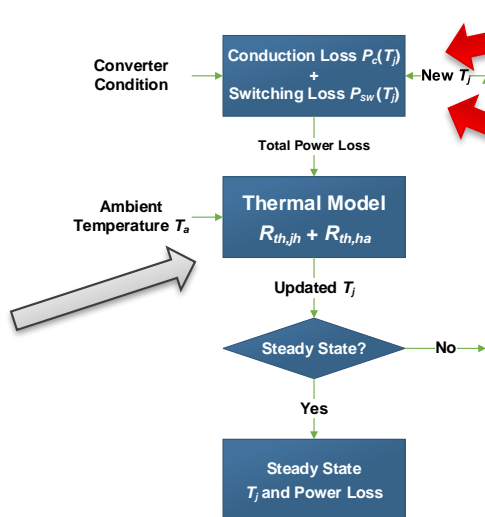 Converter
Condition
Conduction Loss Pc(Tj)
+
Switching Loss Psw(Tj)
New Tj
Total Power Loss
Ambient
Temperature Ta
Thermal Model
Rth,jh + Rth,ha
Updated Tj
Steady State?
No
Yes
Steady State
Tj and Power Loss